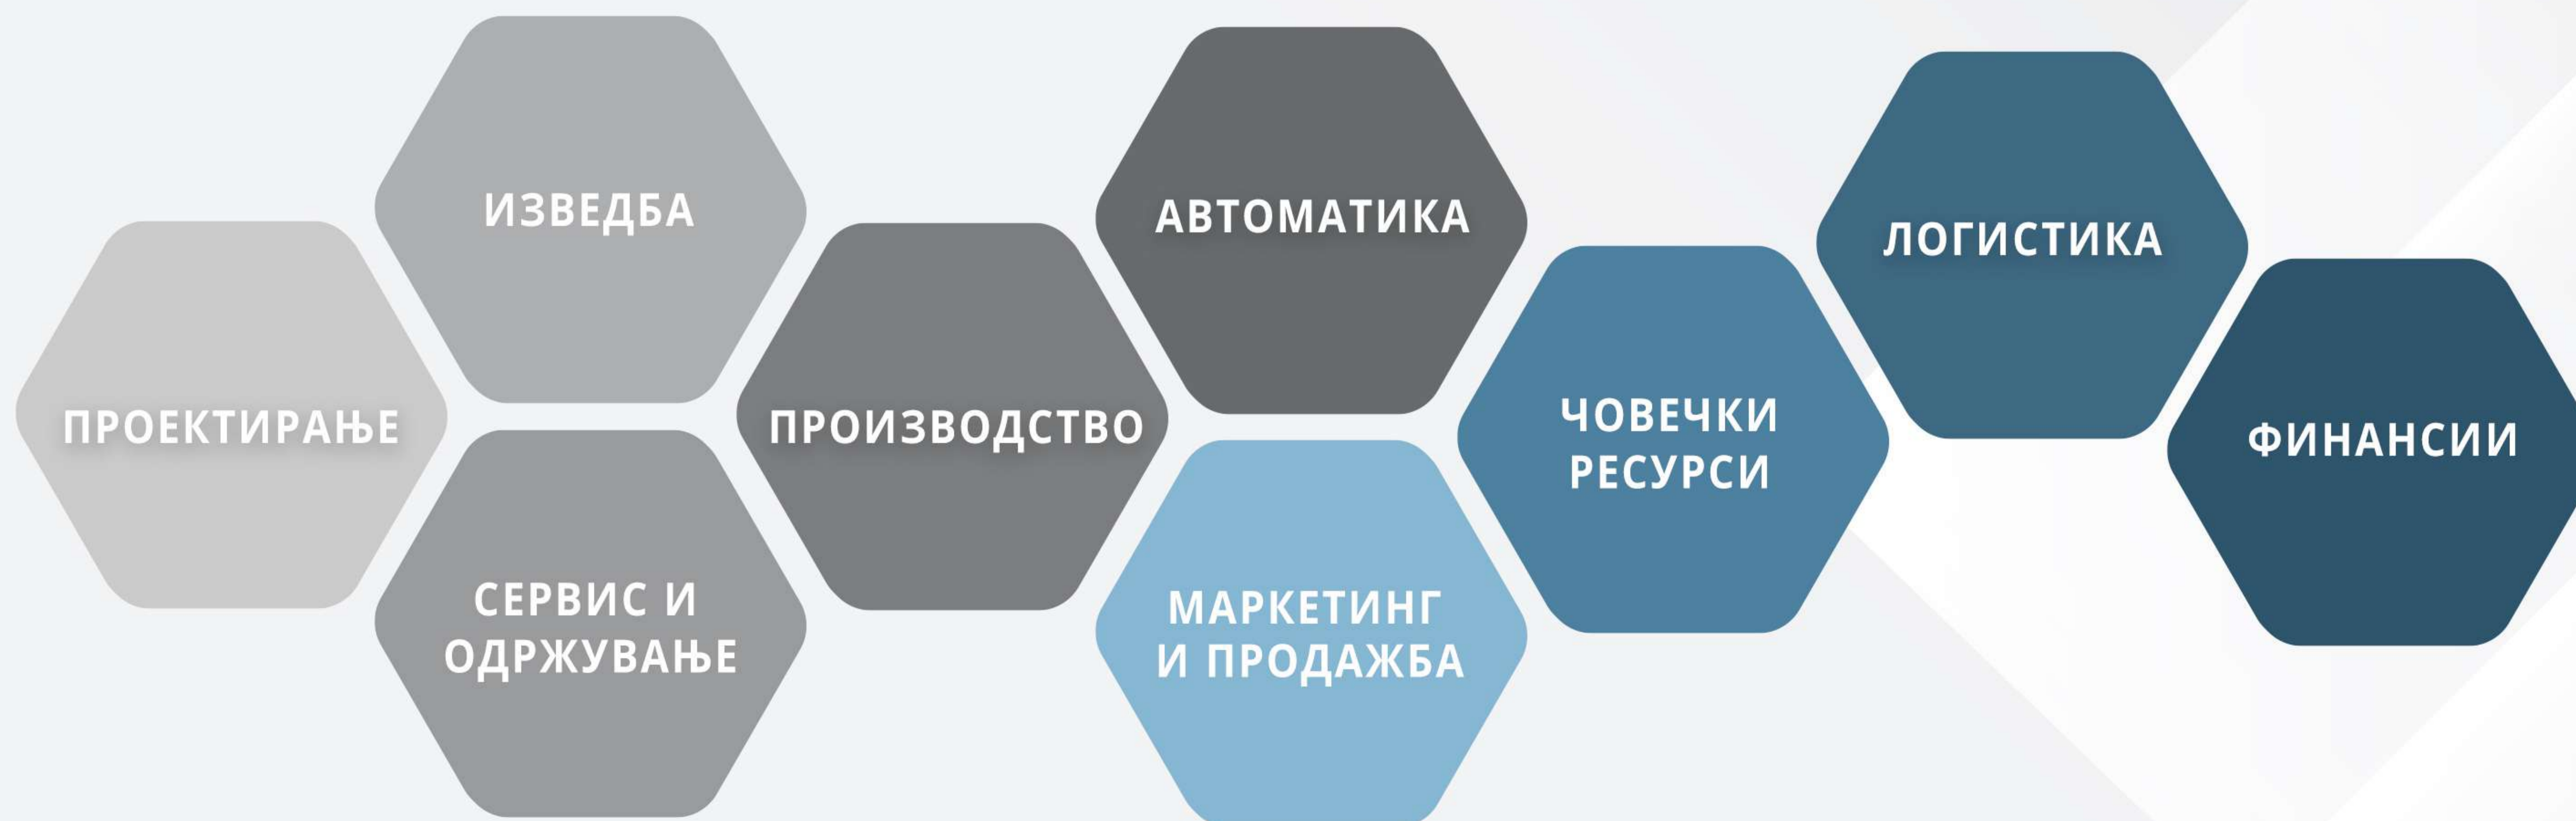 ПРОЕКТИРАЊЕ
ИЗВЕДБА
СЕРВИС И
ОДРЖУВАЊЕ
ПРОИЗВОДСТВО
АВТОМАТИКА
МАРКЕТИНГ
И ПРОДАЖБА
ЧОВЕЧКИ
РЕСУРСИ
ЛОГИСТИКА
ФИНАНСИИ